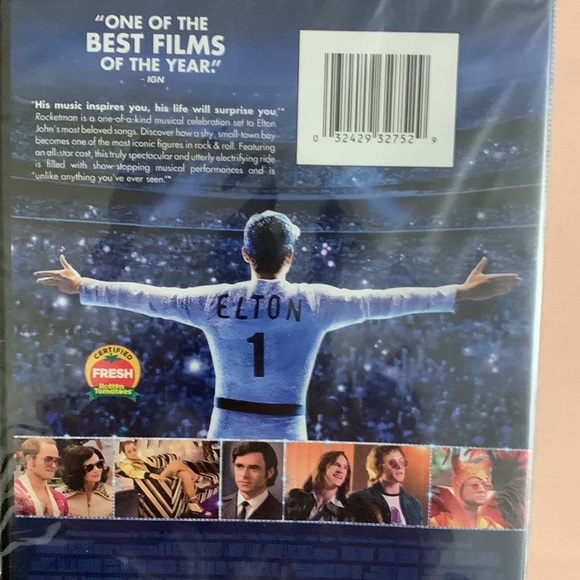 "ONE OF THE
BEST FILMS
OF THE YEAR."
- IGN
"His music inspires you, his life will surprise you."*
Rocketman is a one-of-a-kind musical celebration set to Elton
John's most beloved songs. Discover how a shy, small-town boy
becomes one of the most iconic figures in rock & roll. Featuring
an all-star cast, this truly spectacular and utterly electrifying ride
is filled with show-stopping musical performances and is
"unlike anything you've ever seen."*
0 32429 32752 9
ELTON
1
CERTIFIED
FRESH
Rotten
Tomatoes